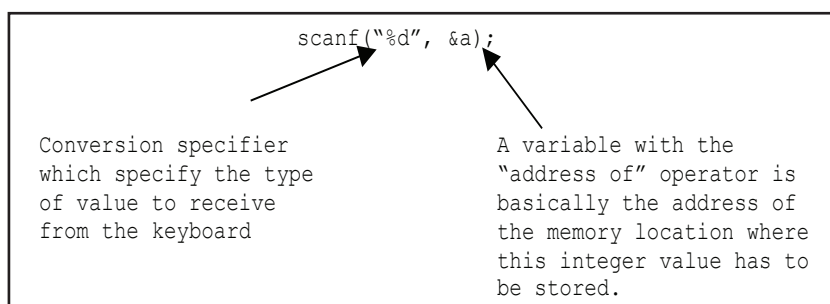 scanf(“%d”, &a);
Conversion specifier
which specify the type
of value to receive
from the keyboard
A variable with the
“address of” operator is
basically the address of
the memory location where
this integer value has to
be stored.